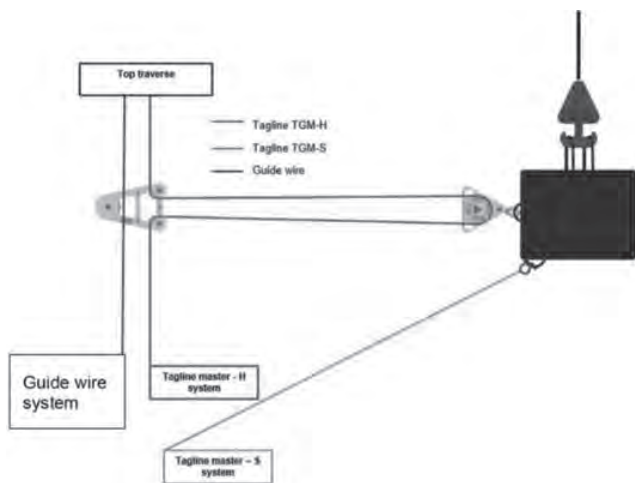 Top traverse
Tagline TGM-H
Tagline TGM-S
Guide wire
Guide wire
system
Tagline master - H
system
Tagline master – S
system